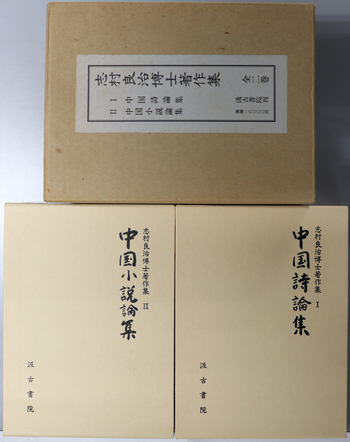 志村良治博士著作集 全二巻
Ⅰ 中国詩論集
Ⅱ 中国小説論集
汲古書院刊
志村良治博士著作集 Ⅱ
中国小説論集
汲古書院
志村良治博士著作集 Ⅰ
中国詩論集
汲古書院